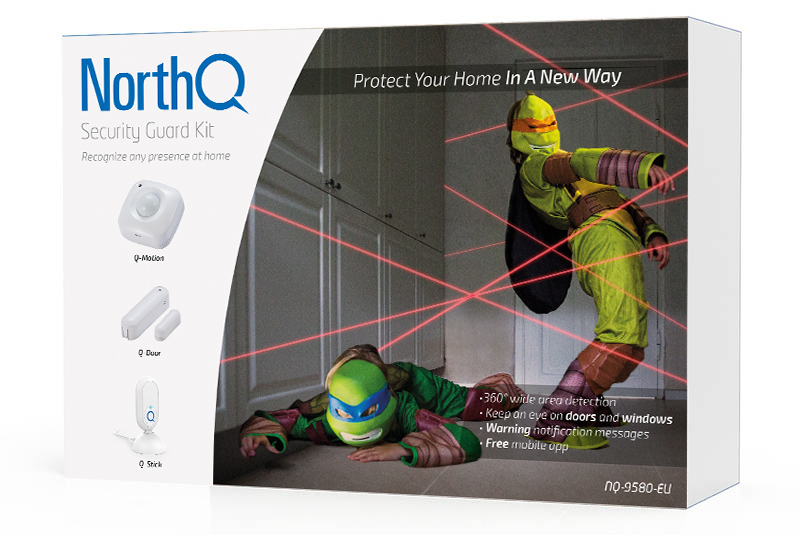 NorthQ
Security Guard Kit
Recognize any presence at home
Q-Motion
Q-Door
Q Stick
Protect Your Home In A New Way
•360° wide area detection
• Keep an eye on doors and windows
• Warning notification messages
• Free mobile app
NQ-9580-EU